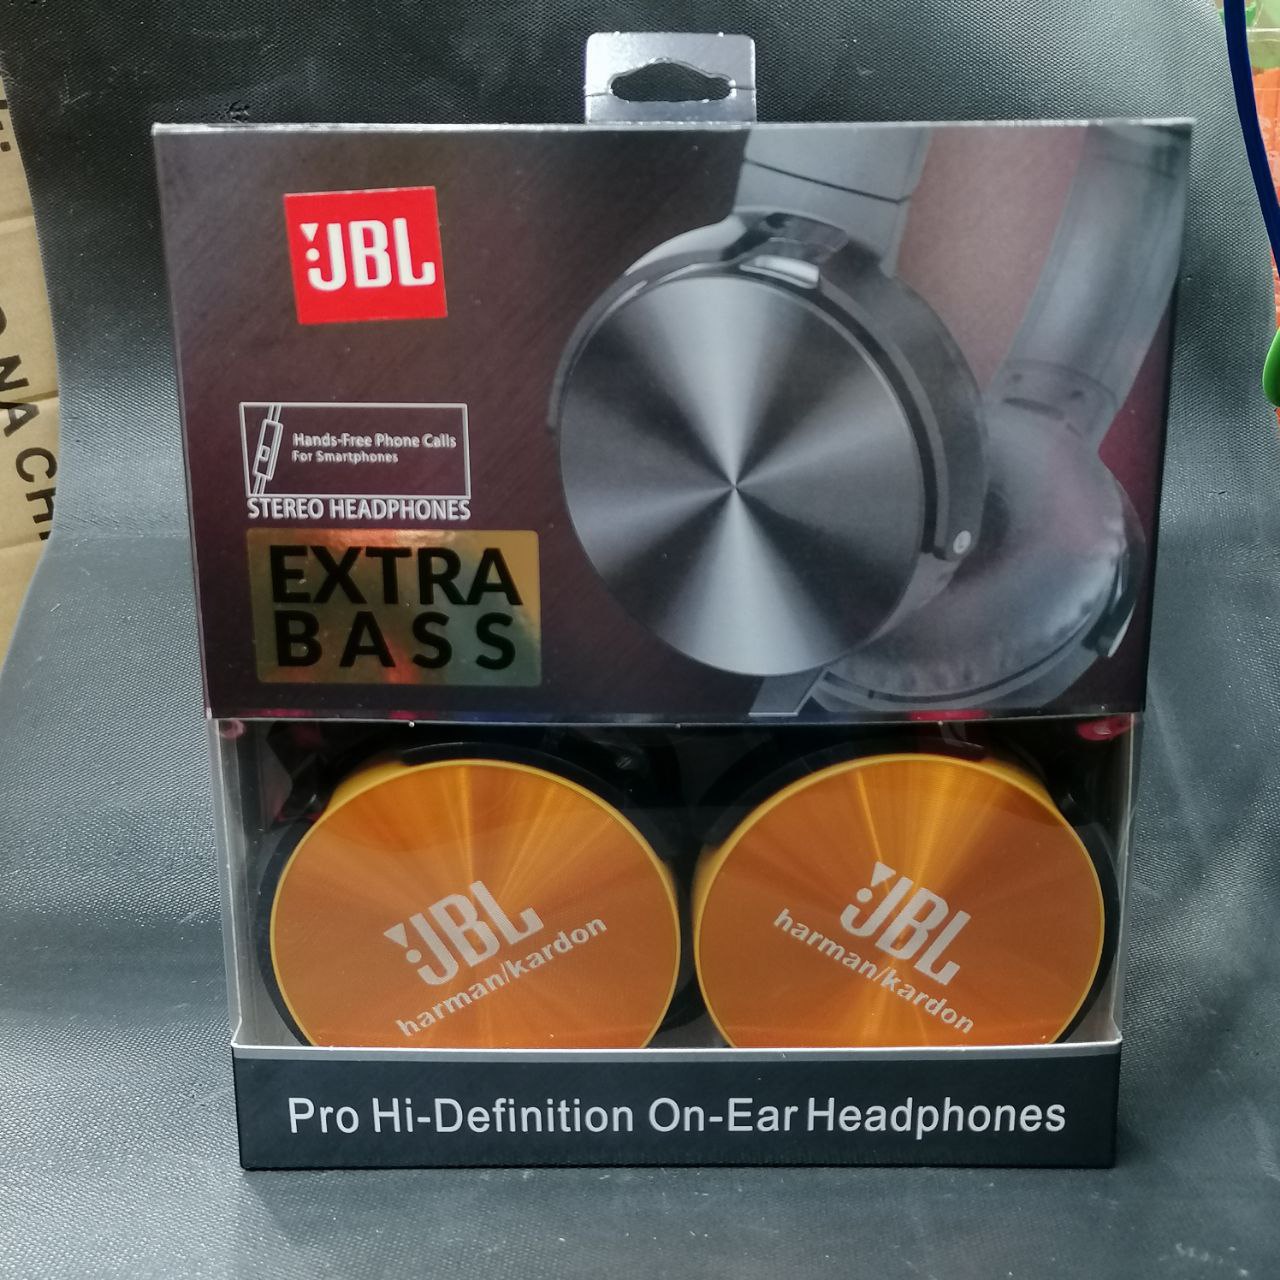 JBL
Hands-Free Phone Calls
For Smartphones
STEREO HEADPHONES
EXTRA
BASS
JBL
harman/kardon
JBL
harman/kardon
Pro Hi-Definition On-Ear Headphones